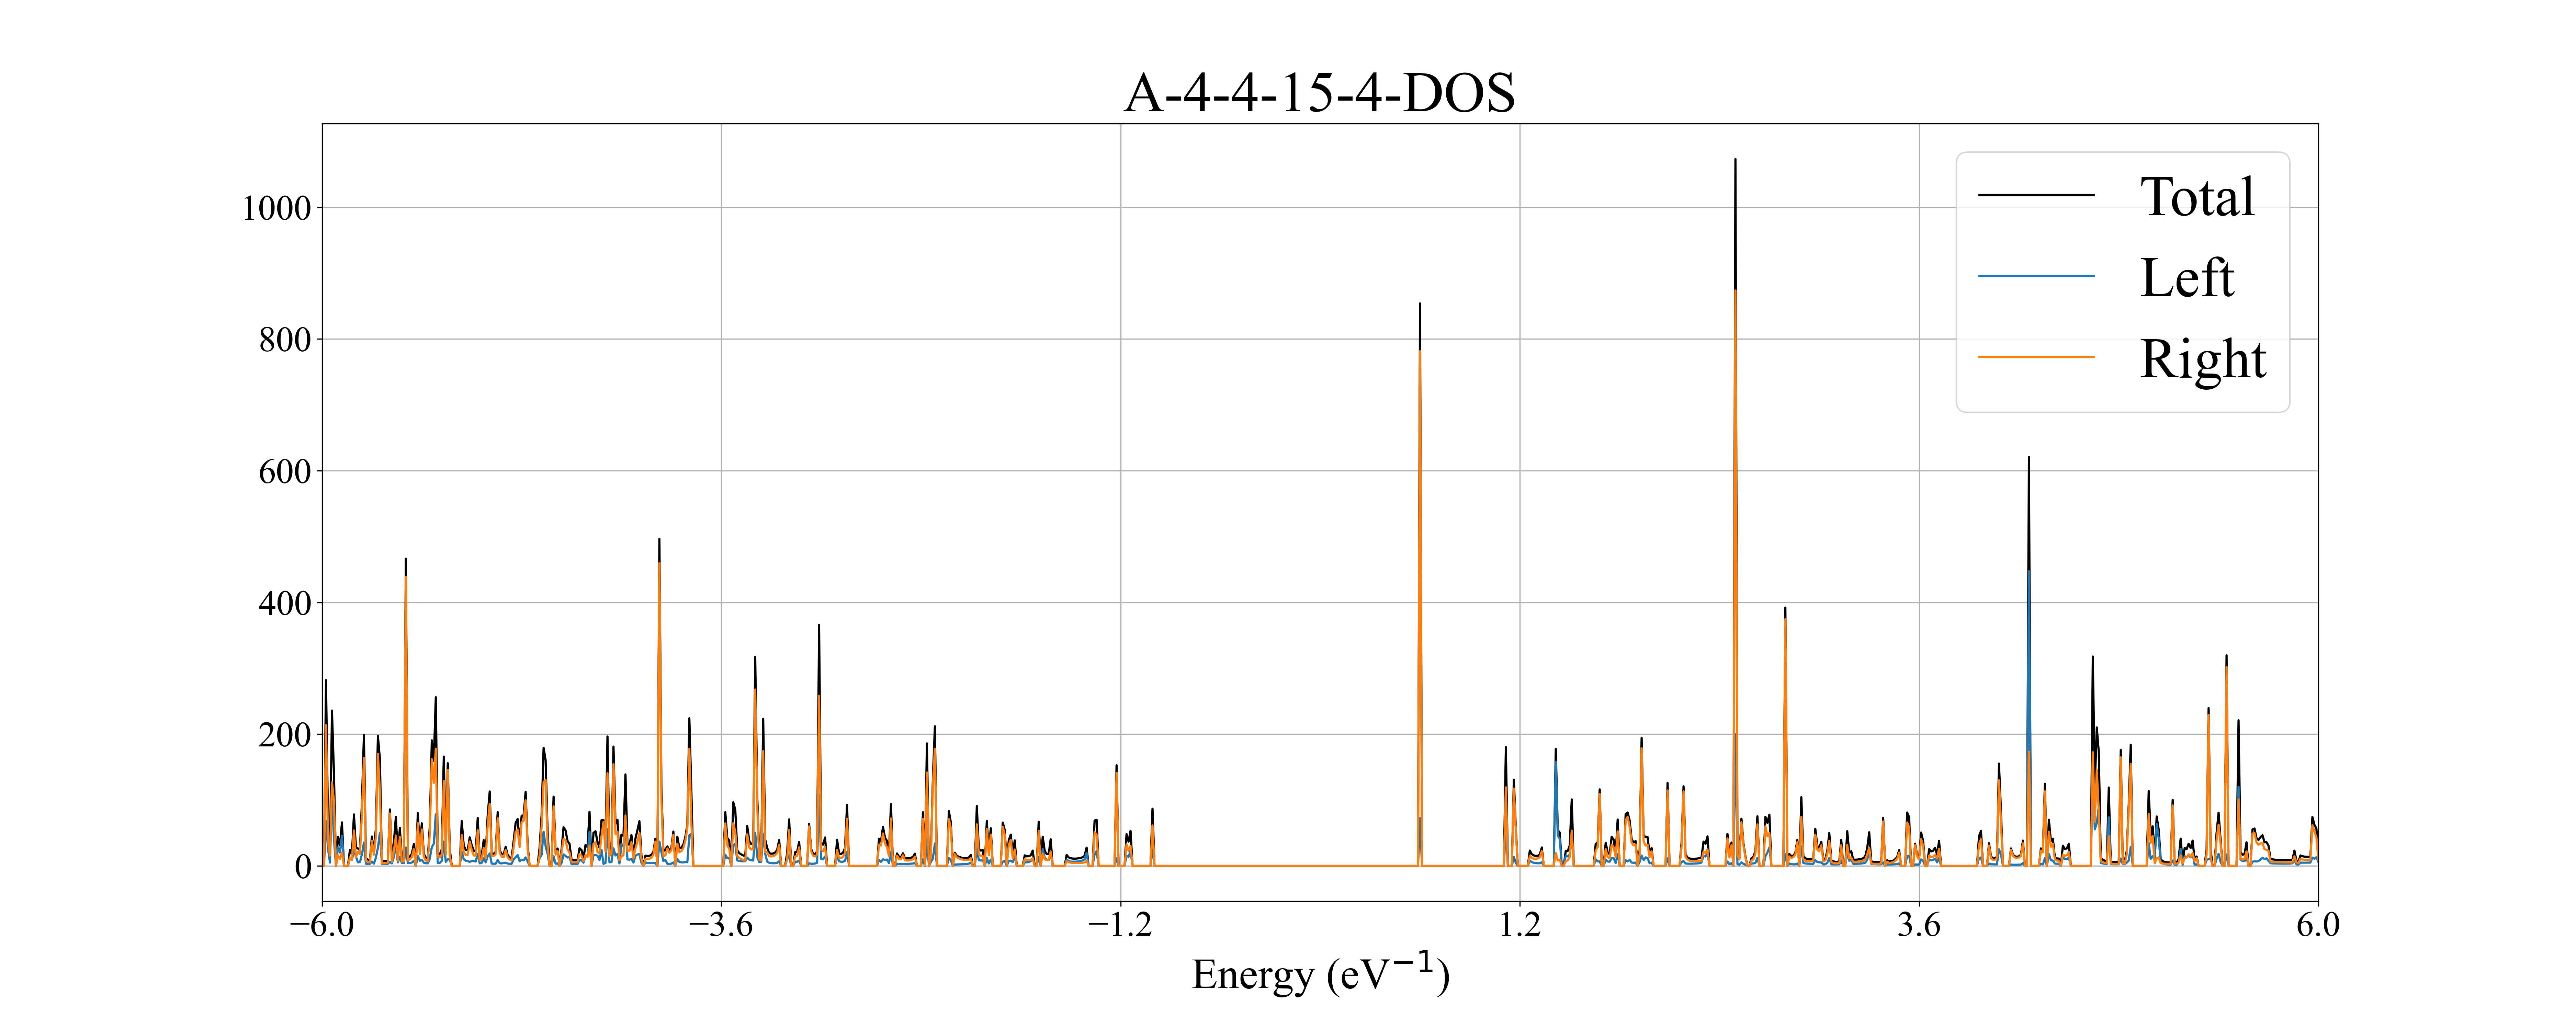 A-4-4-15-4-DOS
1000
800
600
400
200
0
Total
Left
Right
−6.0 −3.6 −1.2 1.2 3.6 6.0
Energy (eV⁻¹)